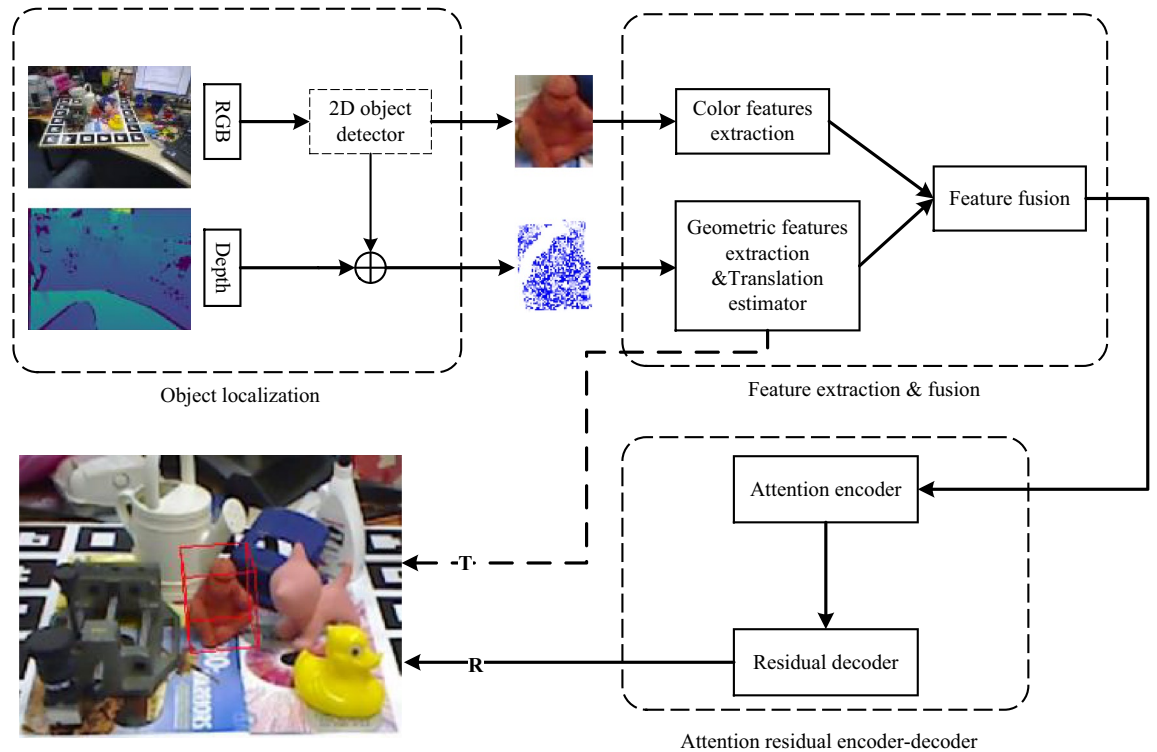 RGB
2D object
detector
Depth
Object localization
Color features
extraction
Geometric features
extraction
&Translation
estimator
Feature fusion
Feature extraction & fusion
Attention encoder
Residual decoder
T
R
Attention residual encoder-decoder